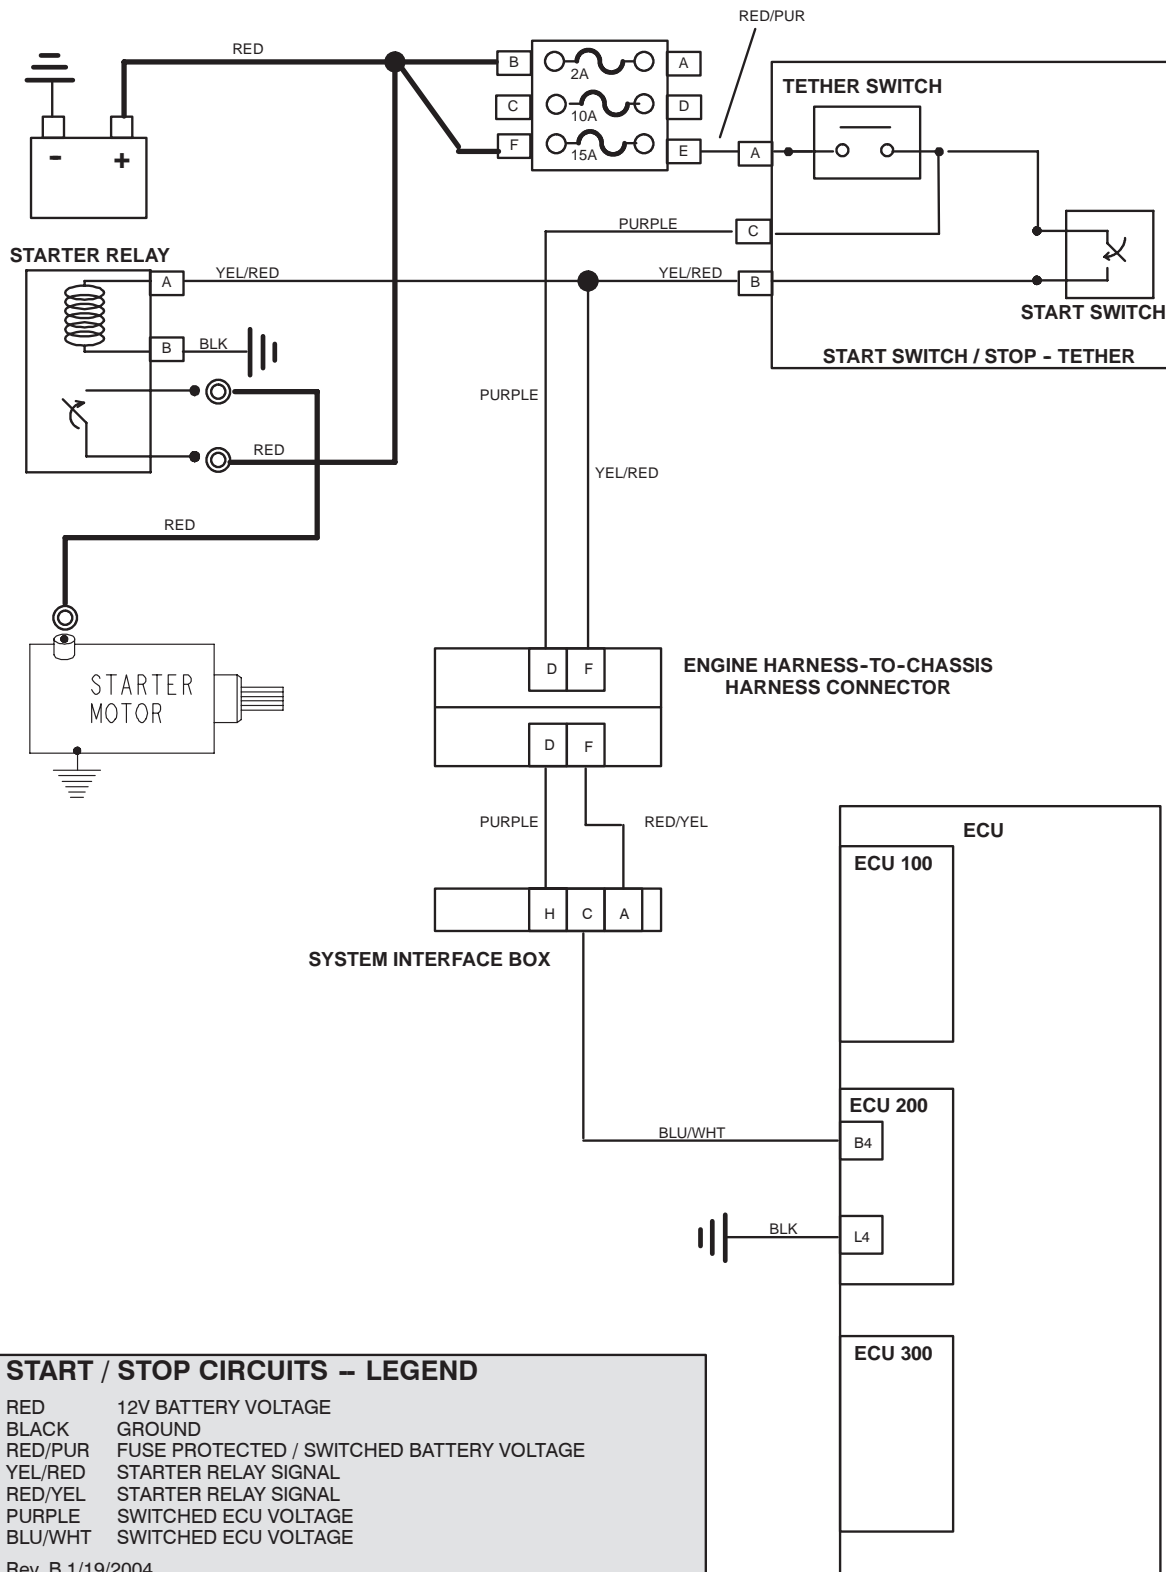 RED/PUR
RED
B
2A
A
TETHER SWITCH
-
+
C
10A
D
F
15A
E
A
PURPLE
C
STARTER RELAY
A
YEL/RED
YEL/RED
B
START SWITCH
B
BLK
START SWITCH / STOP - TETHER
PURPLE
RED
YEL/RED
RED
D
F
ENGINE HARNESS-TO-CHASSIS
HARNESS CONNECTOR
STARTER
MOTOR
D
F
PURPLE
RED/YEL
ECU
ECU 100
H
C
A
SYSTEM INTERFACE BOX
ECU 200
BLU/WHT
B4
BLK
L4
ECU 300
START / STOP CIRCUITS -- LEGEND
RED 12V BATTERY VOLTAGE
BLACK GROUND
RED/PUR FUSE PROTECTED / SWITCHED BATTERY VOLTAGE
YEL/RED STARTER RELAY SIGNAL
RED/YEL STARTER RELAY SIGNAL
PURPLE SWITCHED ECU VOLTAGE
BLU/WHT SWITCHED ECU VOLTAGE
Rev. B 1/19/2004